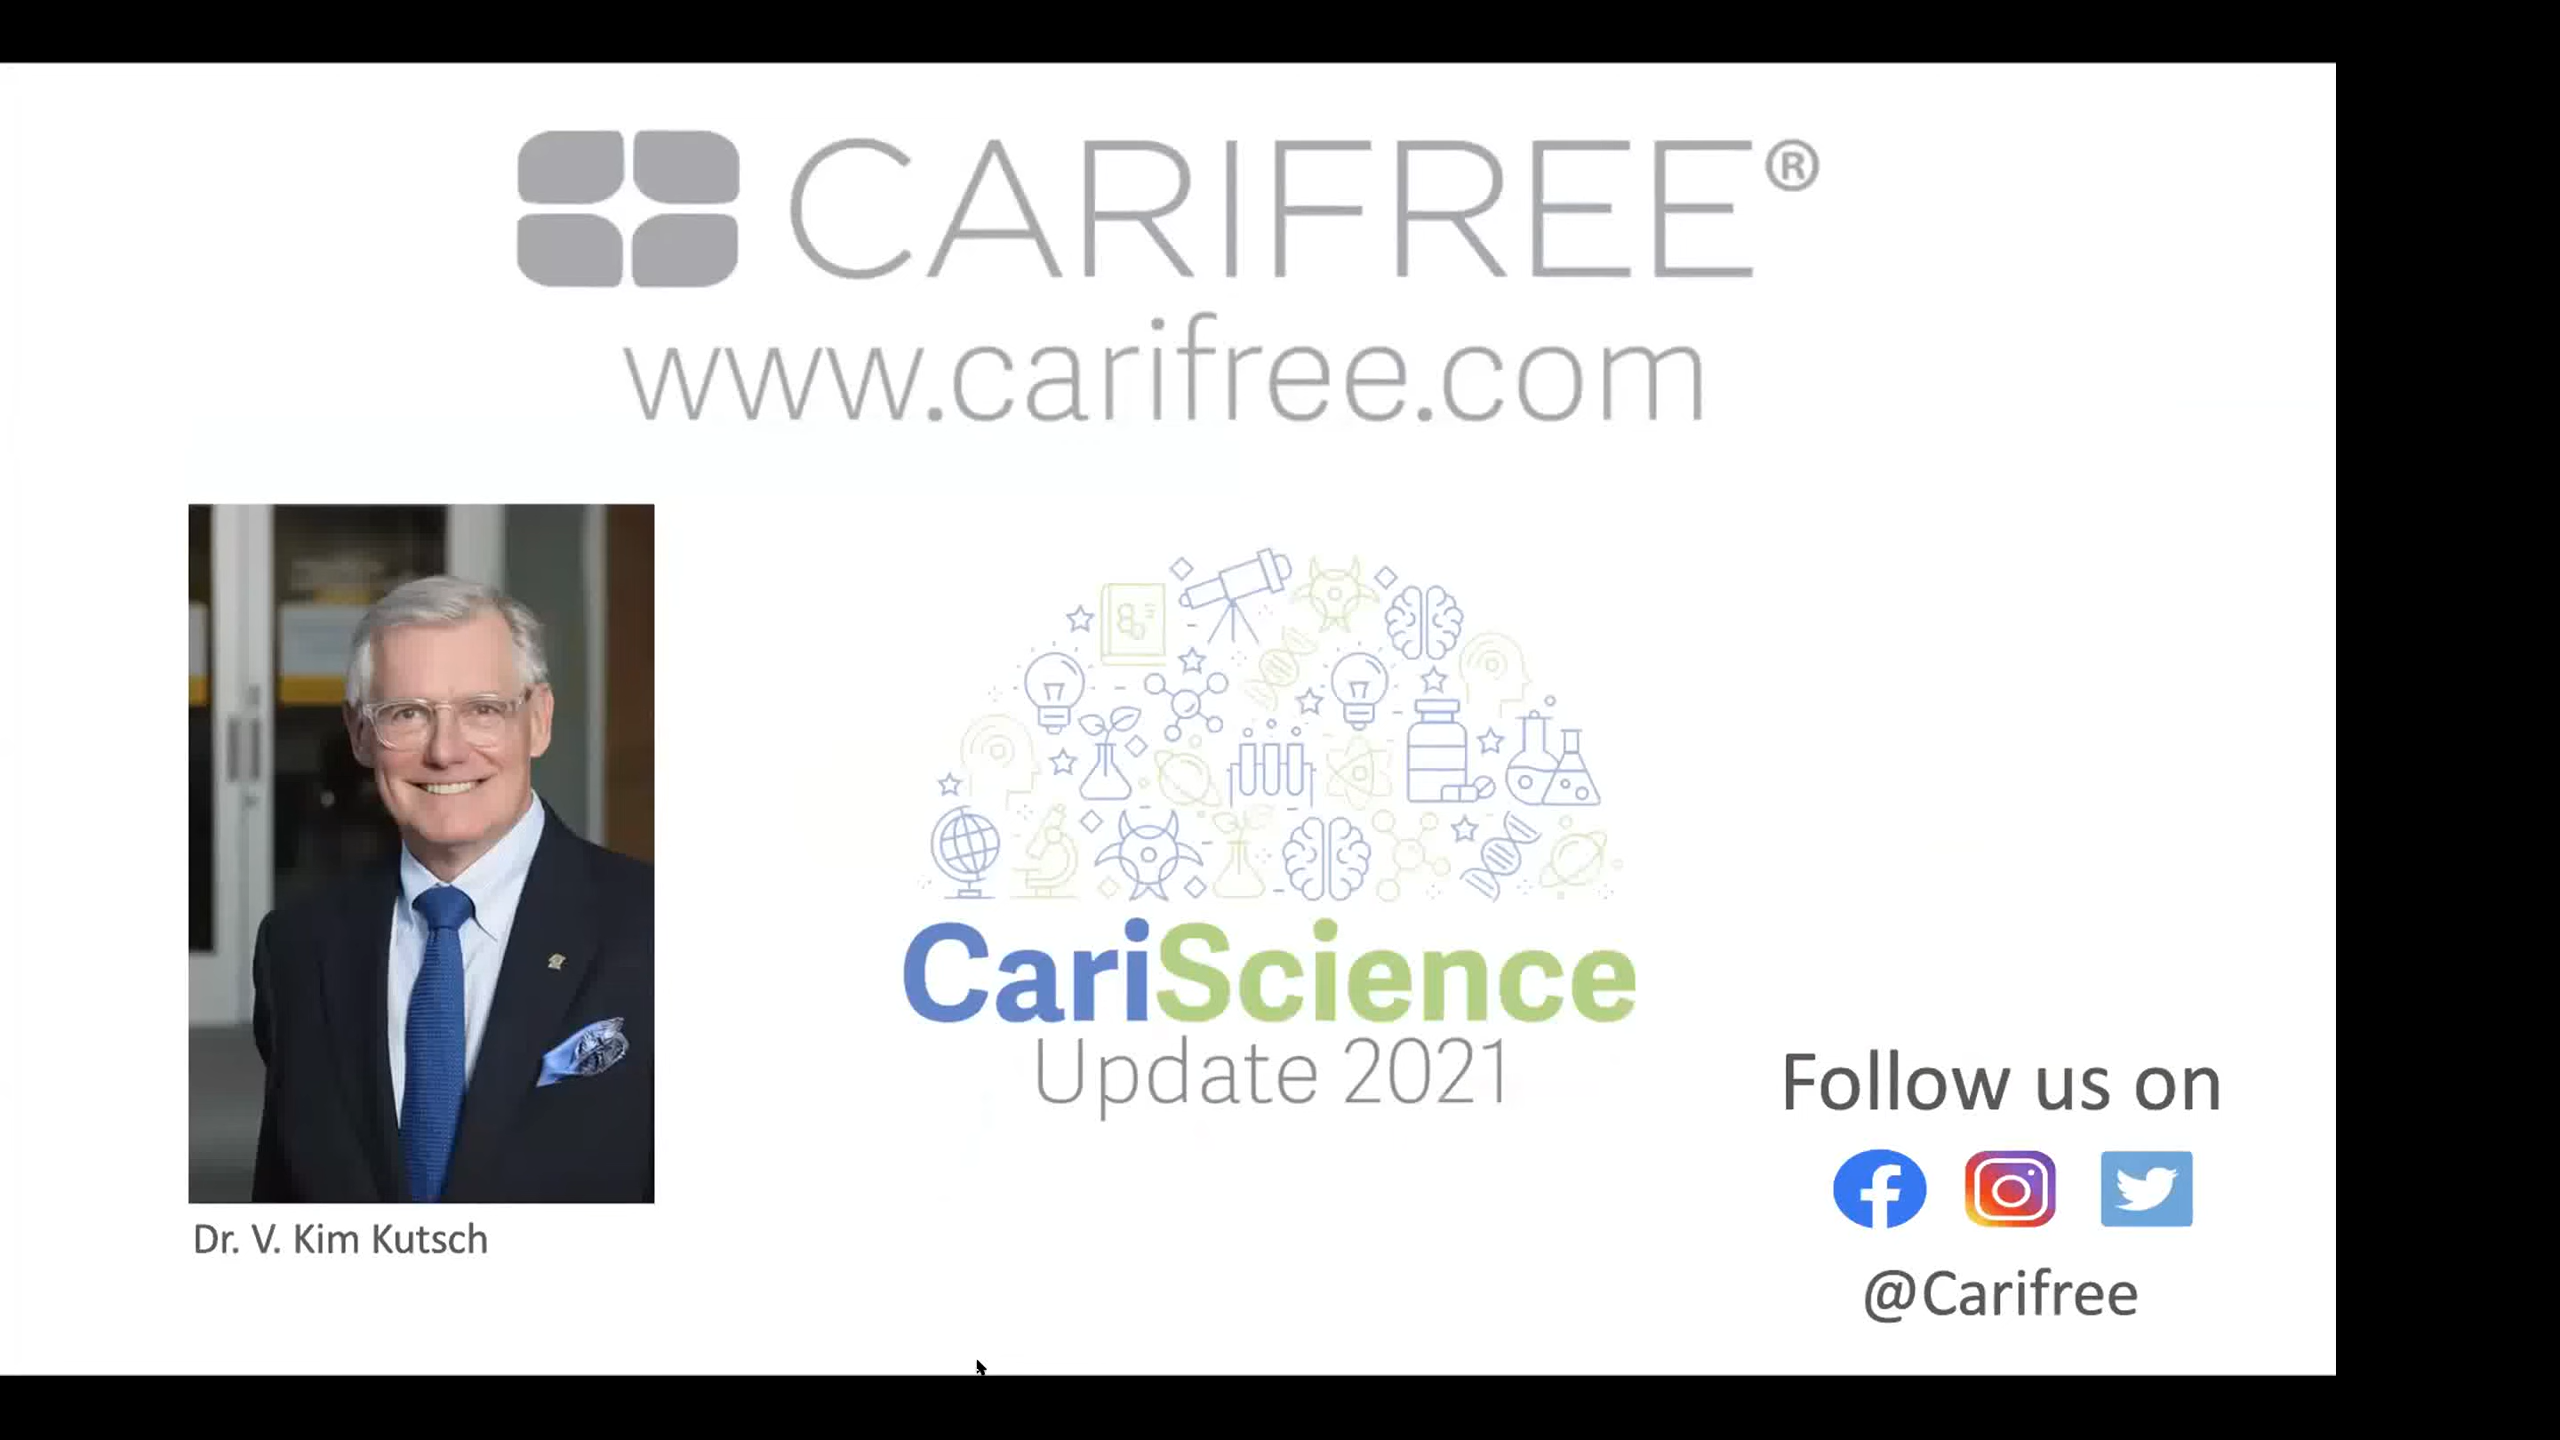 CARIFREE®
www.carifree.com
CariScience
Update 2021
Dr. V. Kim Kutsch
Follow us on
@Carifree